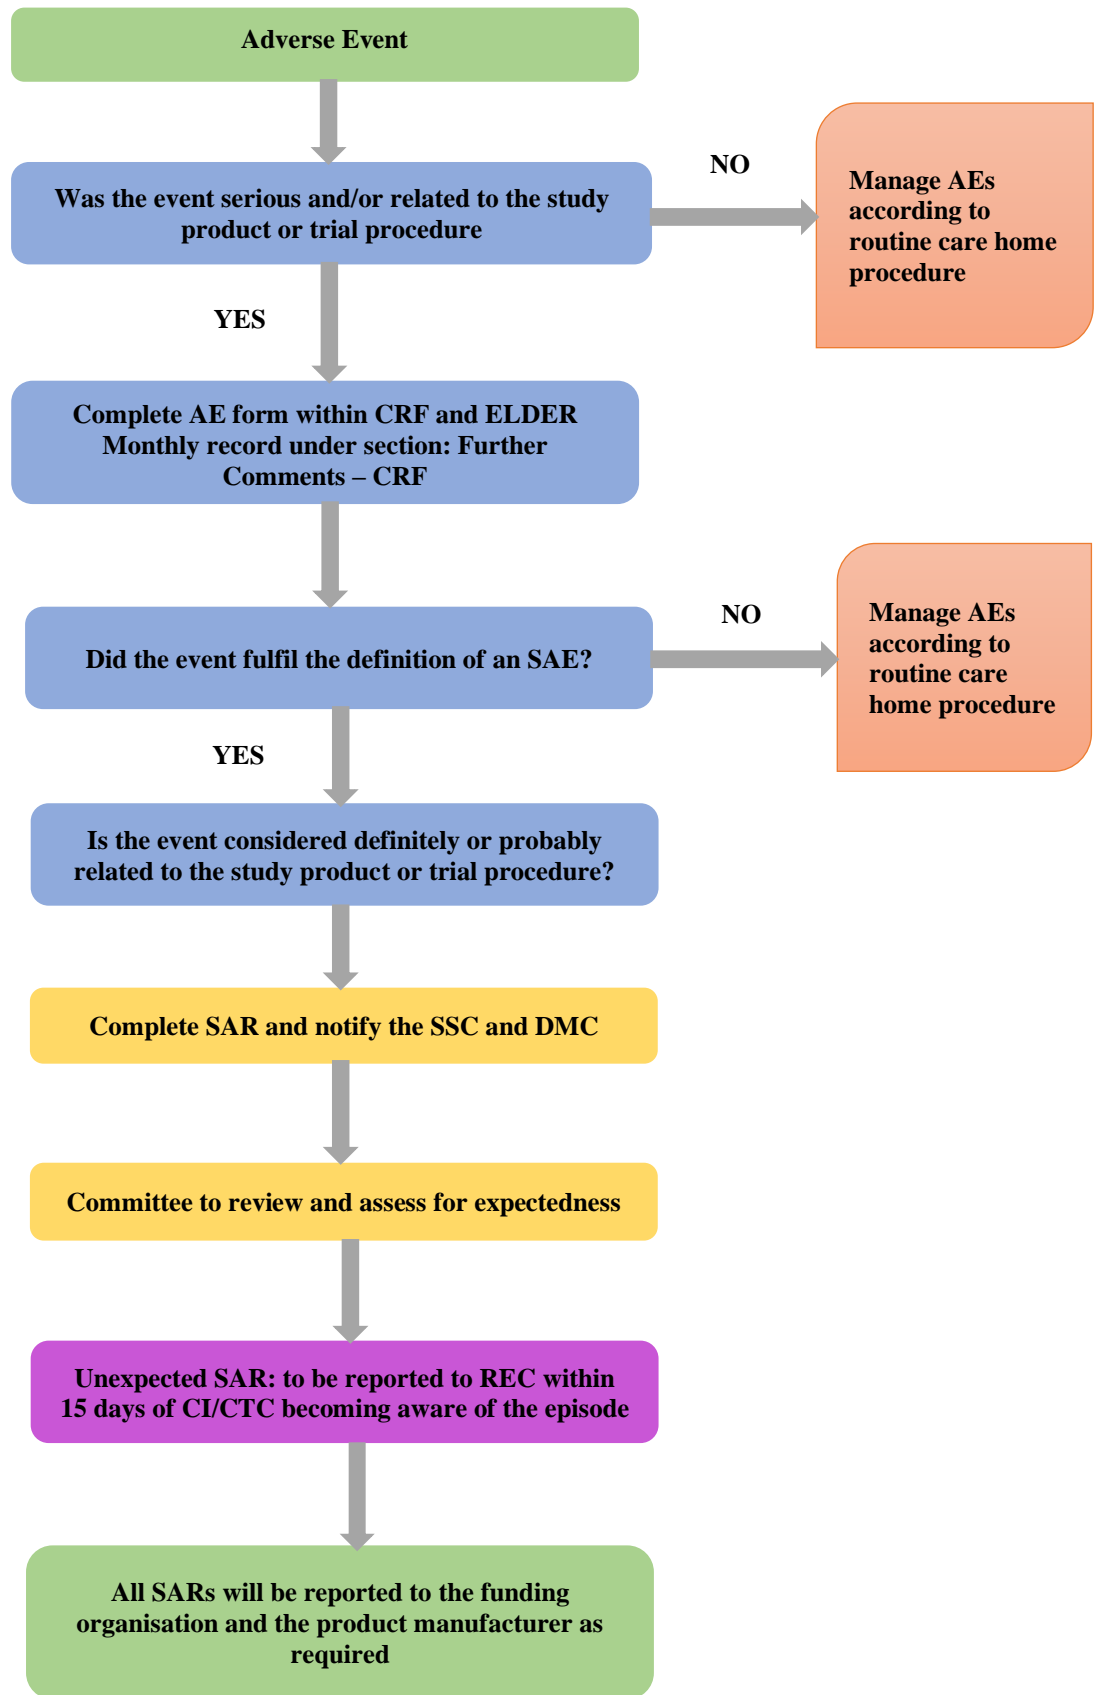 Adverse Event
Was the event serious and/or related to the study
product or trial procedure
NO
Manage AEs
according to
routine care home
procedure
YES
Complete AE form within CRF and ELDER
Monthly record under section: Further
Comments – CRF
Did the event fulfil the definition of an SAE?
NO
Manage AEs
according to
routine care
home procedure
YES
Is the event considered definitely or probably
related to the study product or trial procedure?
Complete SAR and notify the SSC and DMC
Committee to review and assess for expectedness
Unexpected SAR: to be reported to REC within
15 days of CI/CTC becoming aware of the episode
All SARs will be reported to the funding
organisation and the product manufacturer as
required